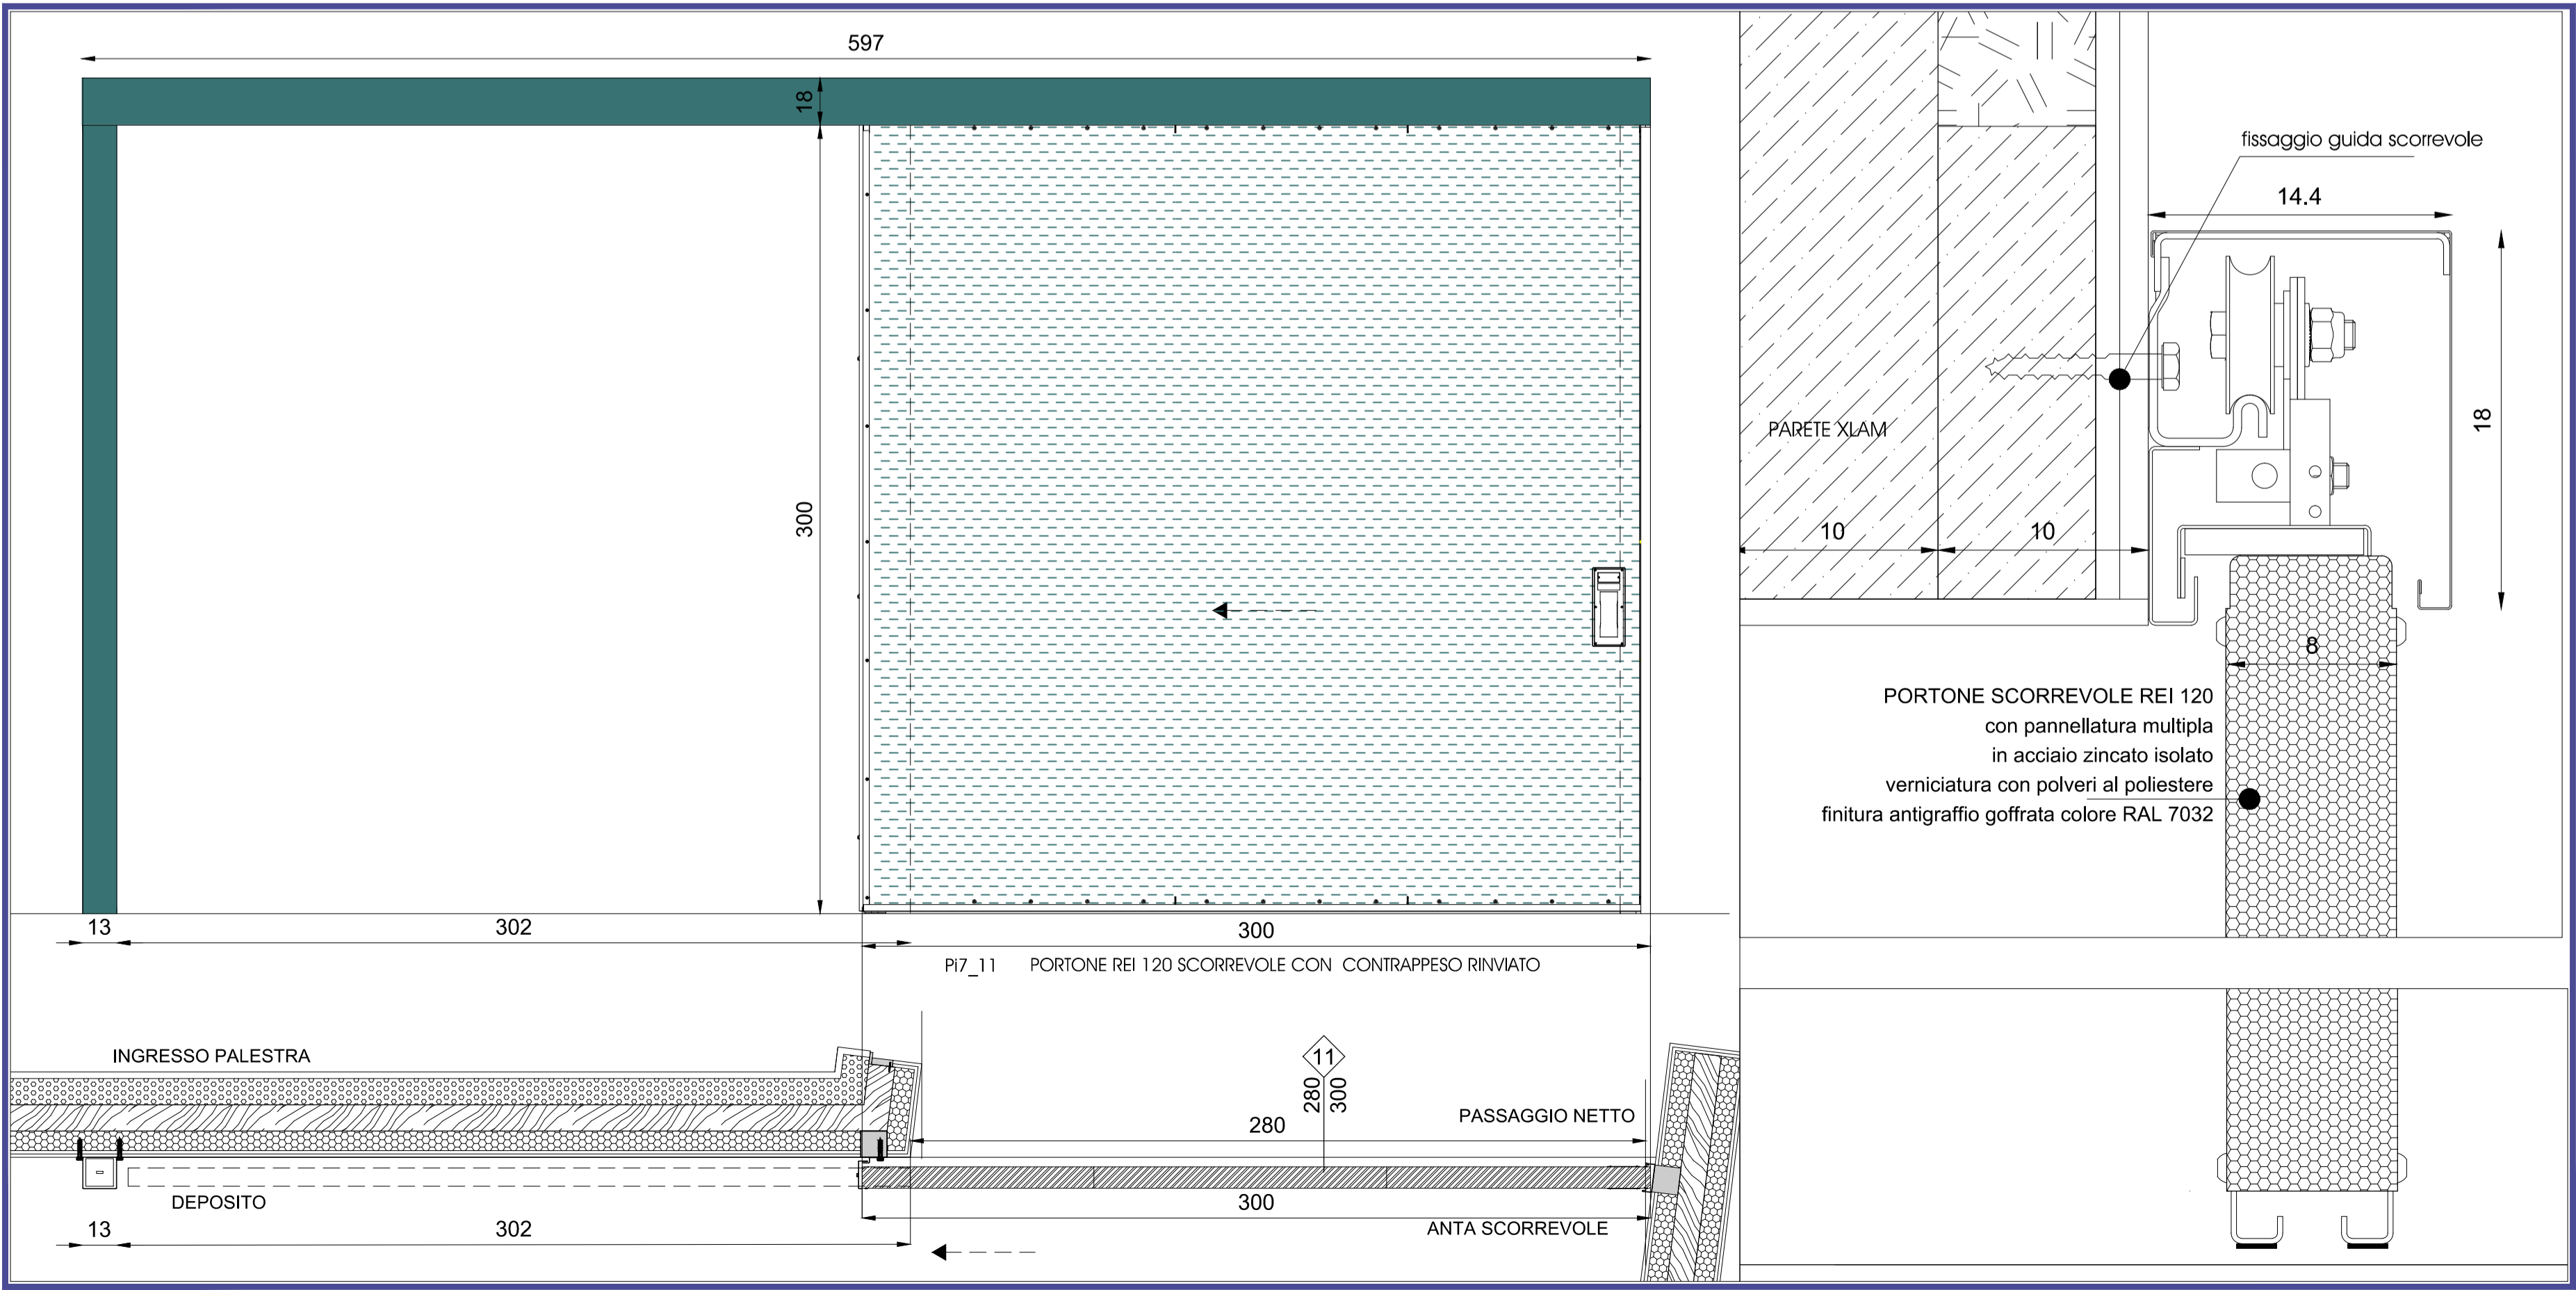 597
18
300
13
302
300
Pi7_11 PORTONE REI 120 SCORREVOLE CON CONTRAPPESO RINVIATO
INGRESSO PALESTRA
11
280
300
PASSAGGIO NETTO
280
DEPOSITO
300
ANTA SCORREVOLE
13
302
fissaggio guida scorrevole
14.4
18
PARETE XLAM
10
10
8
PORTONE SCORREVOLE REI 120
con pannellatura multipla
in acciaio zincato isolato
verniciatura con polveri al poliestere
finitura antigraffio goffrata colore RAL 7032